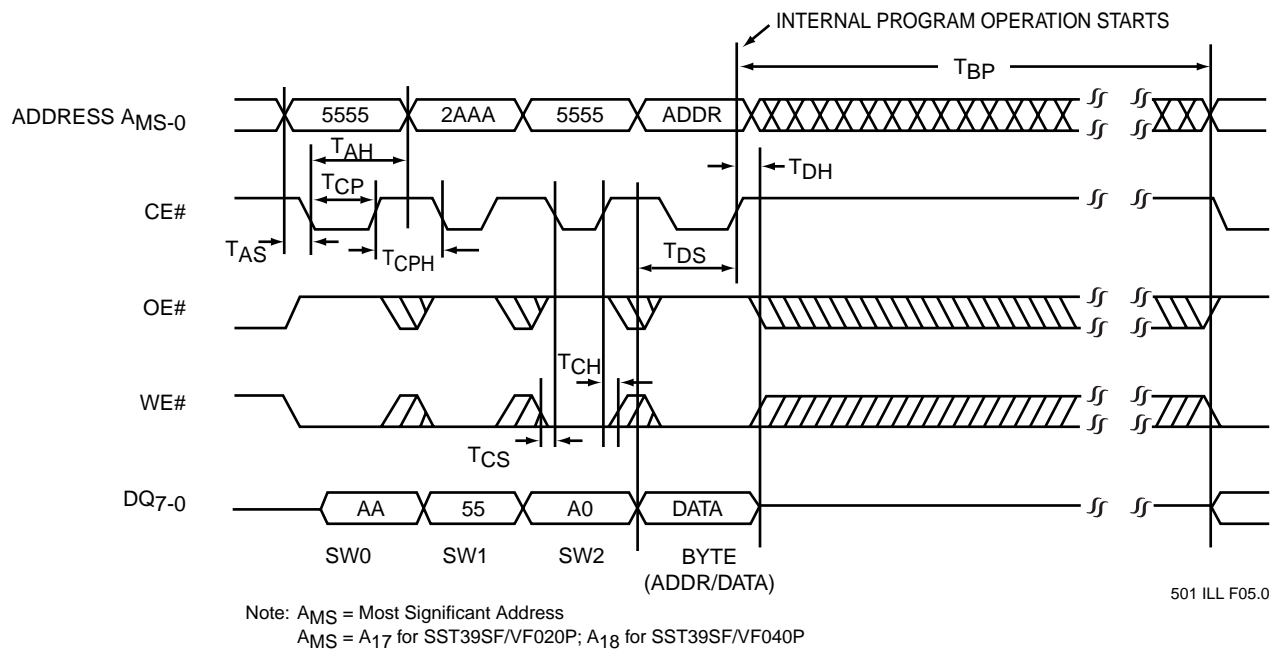 INTERNAL PROGRAM OPERATION STARTS
TBP
ADDRESS AMS-0
5555
2AAA
5555
ADDR
TAH
TDH
TCP
CE#
TAS
TCPH
TDS
OE#
TCH
WE#
TCS
DQ7-0
AA
55
A0
DATA
SW0
SW1
SW2
BYTE
(ADDR/DATA)
501 ILL F05.0
Note: AMS = Most Significant Address
AMS = A17 for SST39SF/VF020P; A18 for SST39SF/VF040P